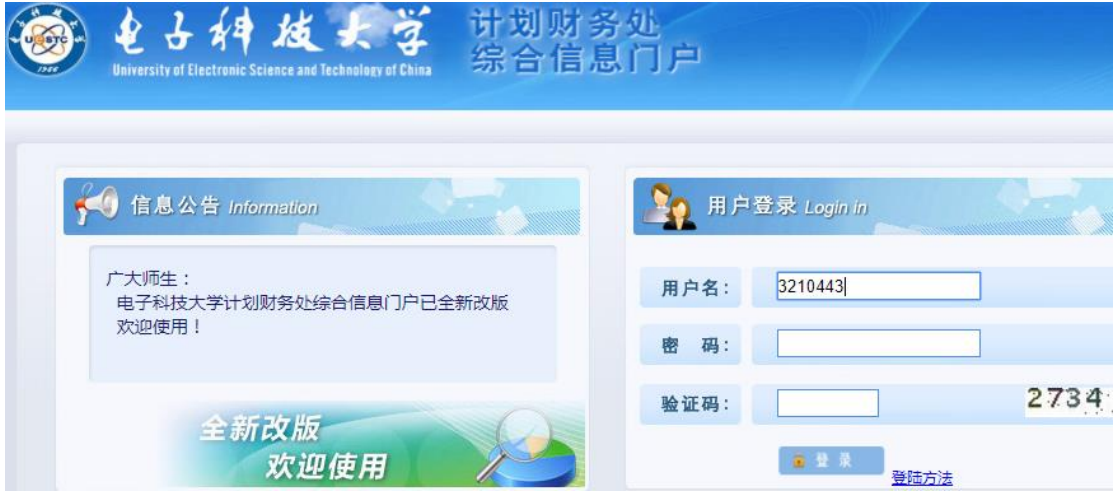 UESTC
1956
电子科技大学
University of Electronic Science and Technology of China
计划财务处
综合信息门户
信息公告 Information
广大师生：
电子科技大学计划财务处综合信息门户已全新改版
欢迎使用！
全新改版
欢迎使用
用户登录 Login in
用户名： 3210443
密 码：
验证码： 2734
登 录
登陆方法